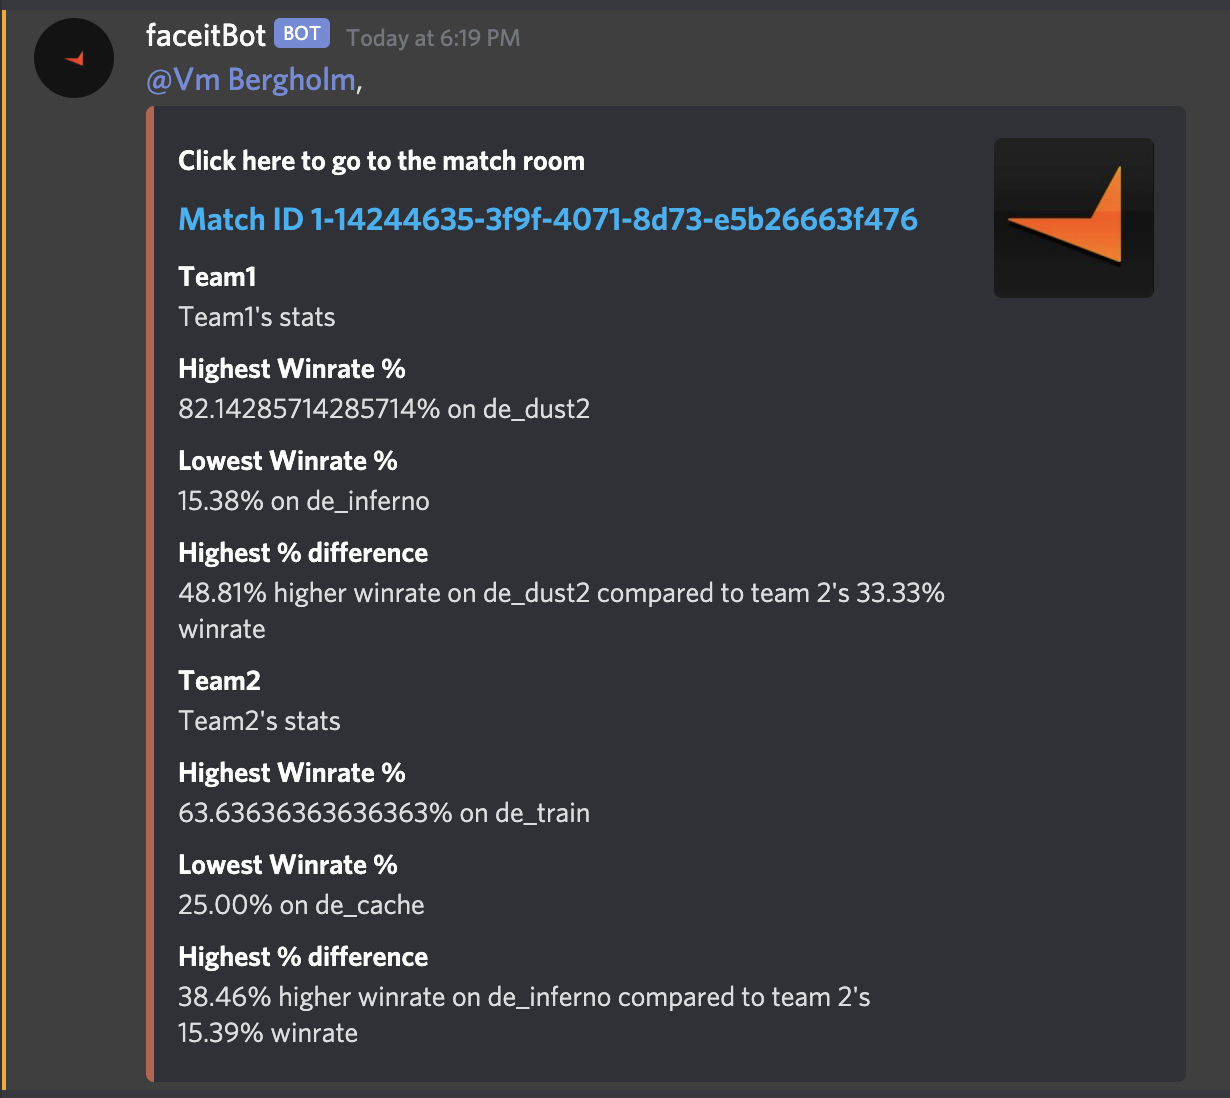 faceitBot BOT Today at 6:19 PM
@Vm Bergholm,
Click here to go to the match room
Match ID 1-14244635-3f9f-4071-8d73-e5b26663f476
Team1
Team1's stats
Highest Winrate %
82.14285714285714% on de_dust2
Lowest Winrate %
15.38% on de_inferno
Highest % difference
48.81% higher winrate on de_dust2 compared to team 2's 33.33%
winrate
Team2
Team2's stats
Highest Winrate %
63.63636363636363% on de_train
Lowest Winrate %
25.00% on de_cache
Highest % difference
38.46% higher winrate on de_inferno compared to team 2's
15.39% winrate